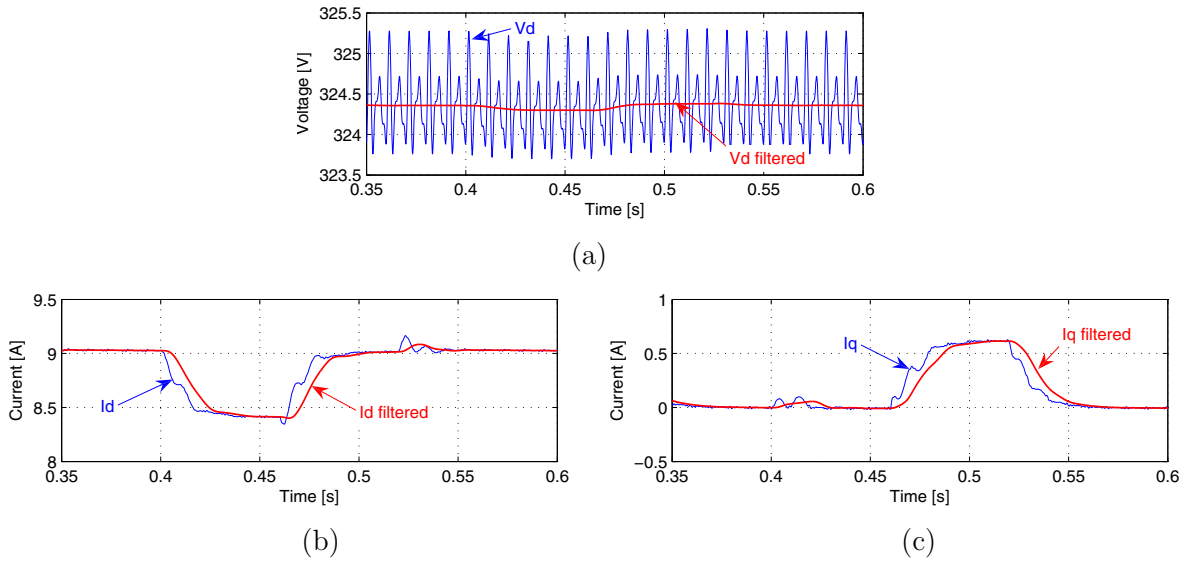 325.5
325
324.5
324
323.5
Voltage [V]
Vd
Vd filtered
0.35 0.4 0.45 0.5 0.55 0.6
Time [s]
(a)
9.5
9
8.5
8
Current [A]
Id
Id filtered
0.35 0.4 0.45 0.5 0.55 0.6
Time [s]
(b)
1
0.5
0
−0.5
Current [A]
Iq
Iq filtered
0.35 0.4 0.45 0.5 0.55 0.6
Time [s]
(c)